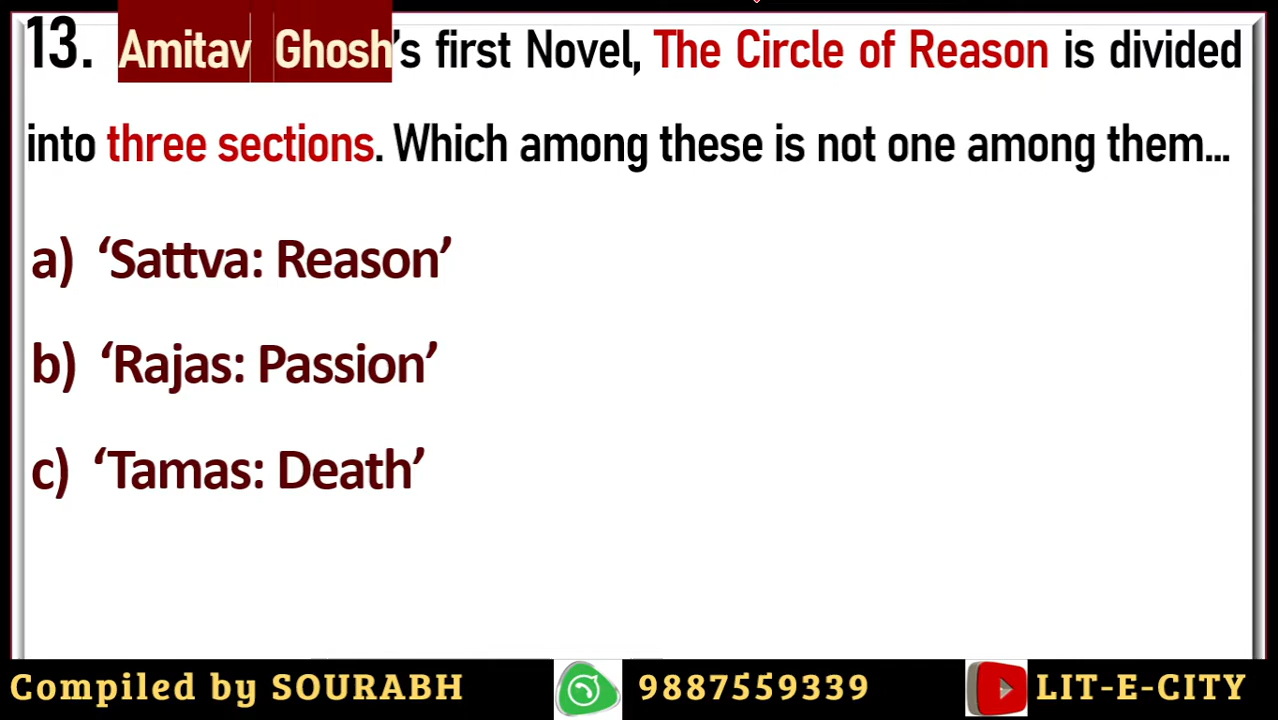 13. Amitav Ghosh's first Novel, The Circle of Reason is divided
into three sections. Which among these is not one among them...
a) ‘Sattva: Reason’
b) ‘Rajas: Passion’
c) ‘Tamas: Death’
Compiled by SOURABH 9887559339 LIT-E-CITY